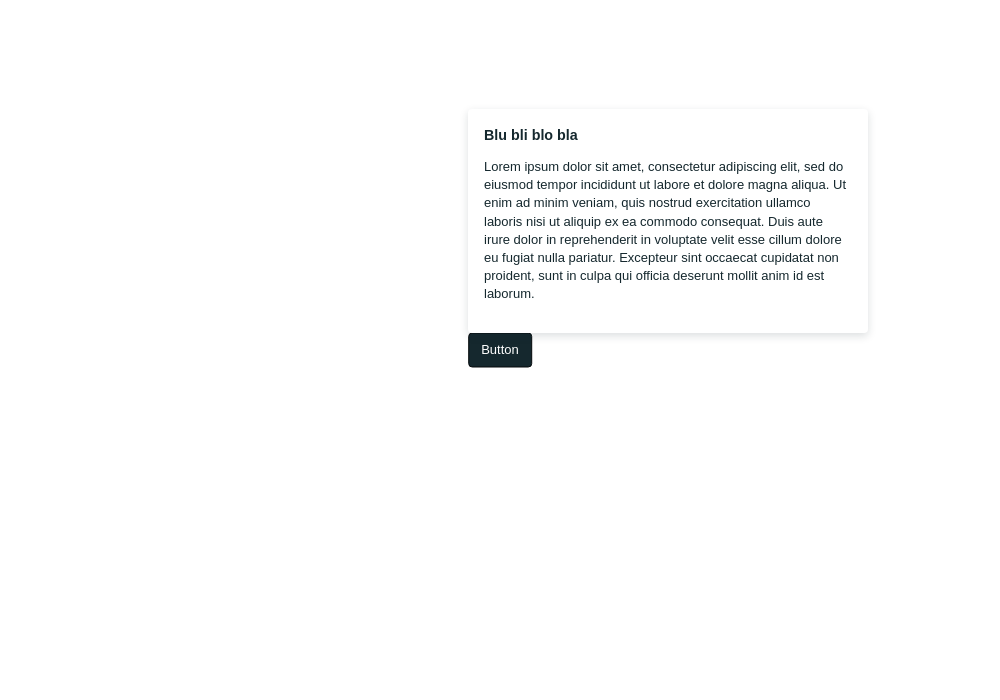 Blu bli blo bla
Lorem ipsum dolor sit amet, consectetur adipiscing elit, sed do
eiusmod tempor incididunt ut labore et dolore magna aliqua. Ut
enim ad minim veniam, quis nostrud exercitation ullamco
laboris nisi ut aliquip ex ea commodo consequat. Duis aute
irure dolor in reprehenderit in voluptate velit esse cillum dolore
eu fugiat nulla pariatur. Excepteur sint occaecat cupidatat non
proident, sunt in culpa qui officia deserunt mollit anim id est
laborum.
Button